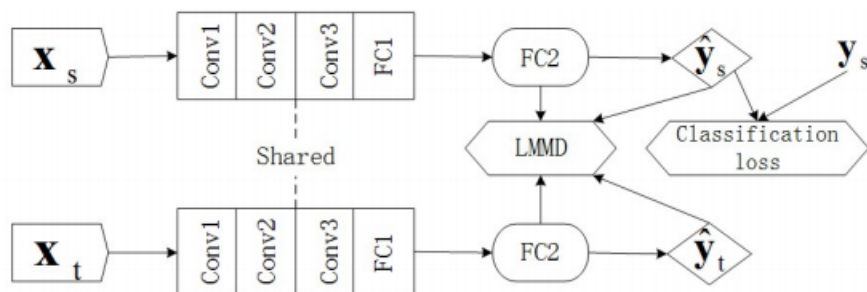 x s
Conv1
Conv2
Conv3
FC1
FC2
ŷ s
y s
Shared
LMMD
Classification
loss
x t
Conv1
Conv2
Conv3
FC1
FC2
ŷ t